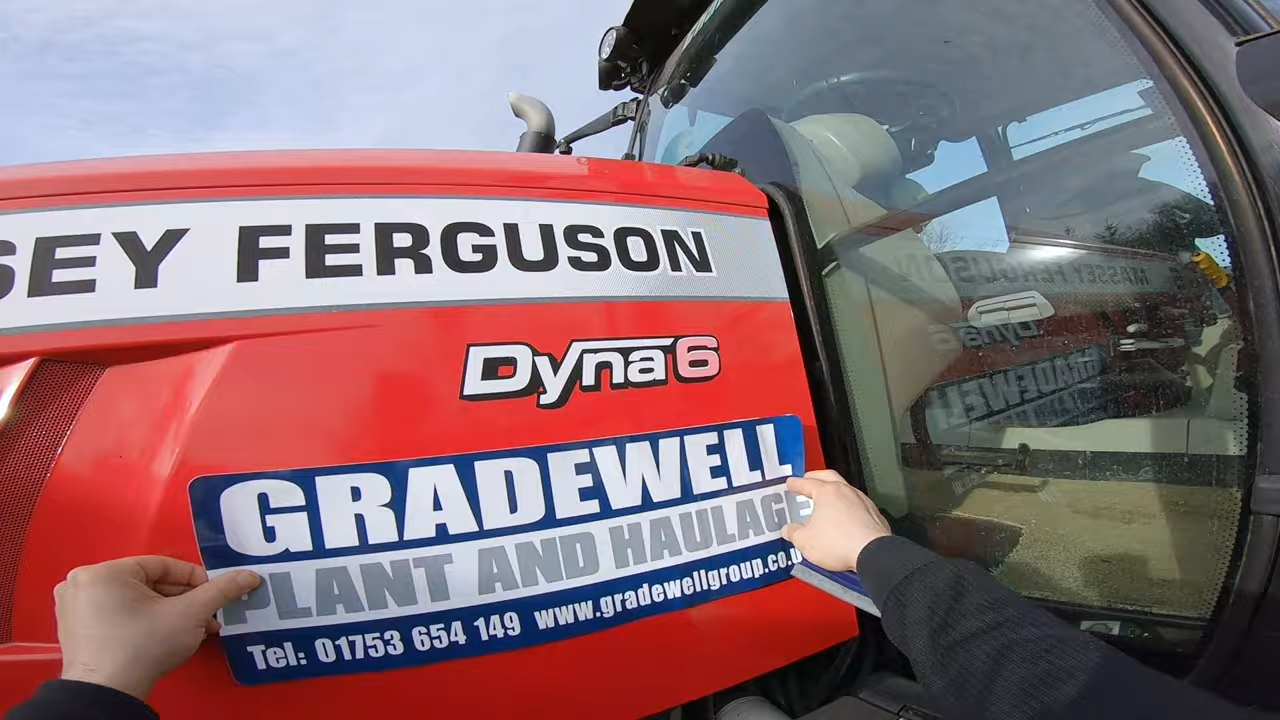 SEY FERGUSON
Dyna6
GRADEWELL
PLANT AND HAULAGE
Tel: 01753 654 149 www.gradewellgroup.co.u